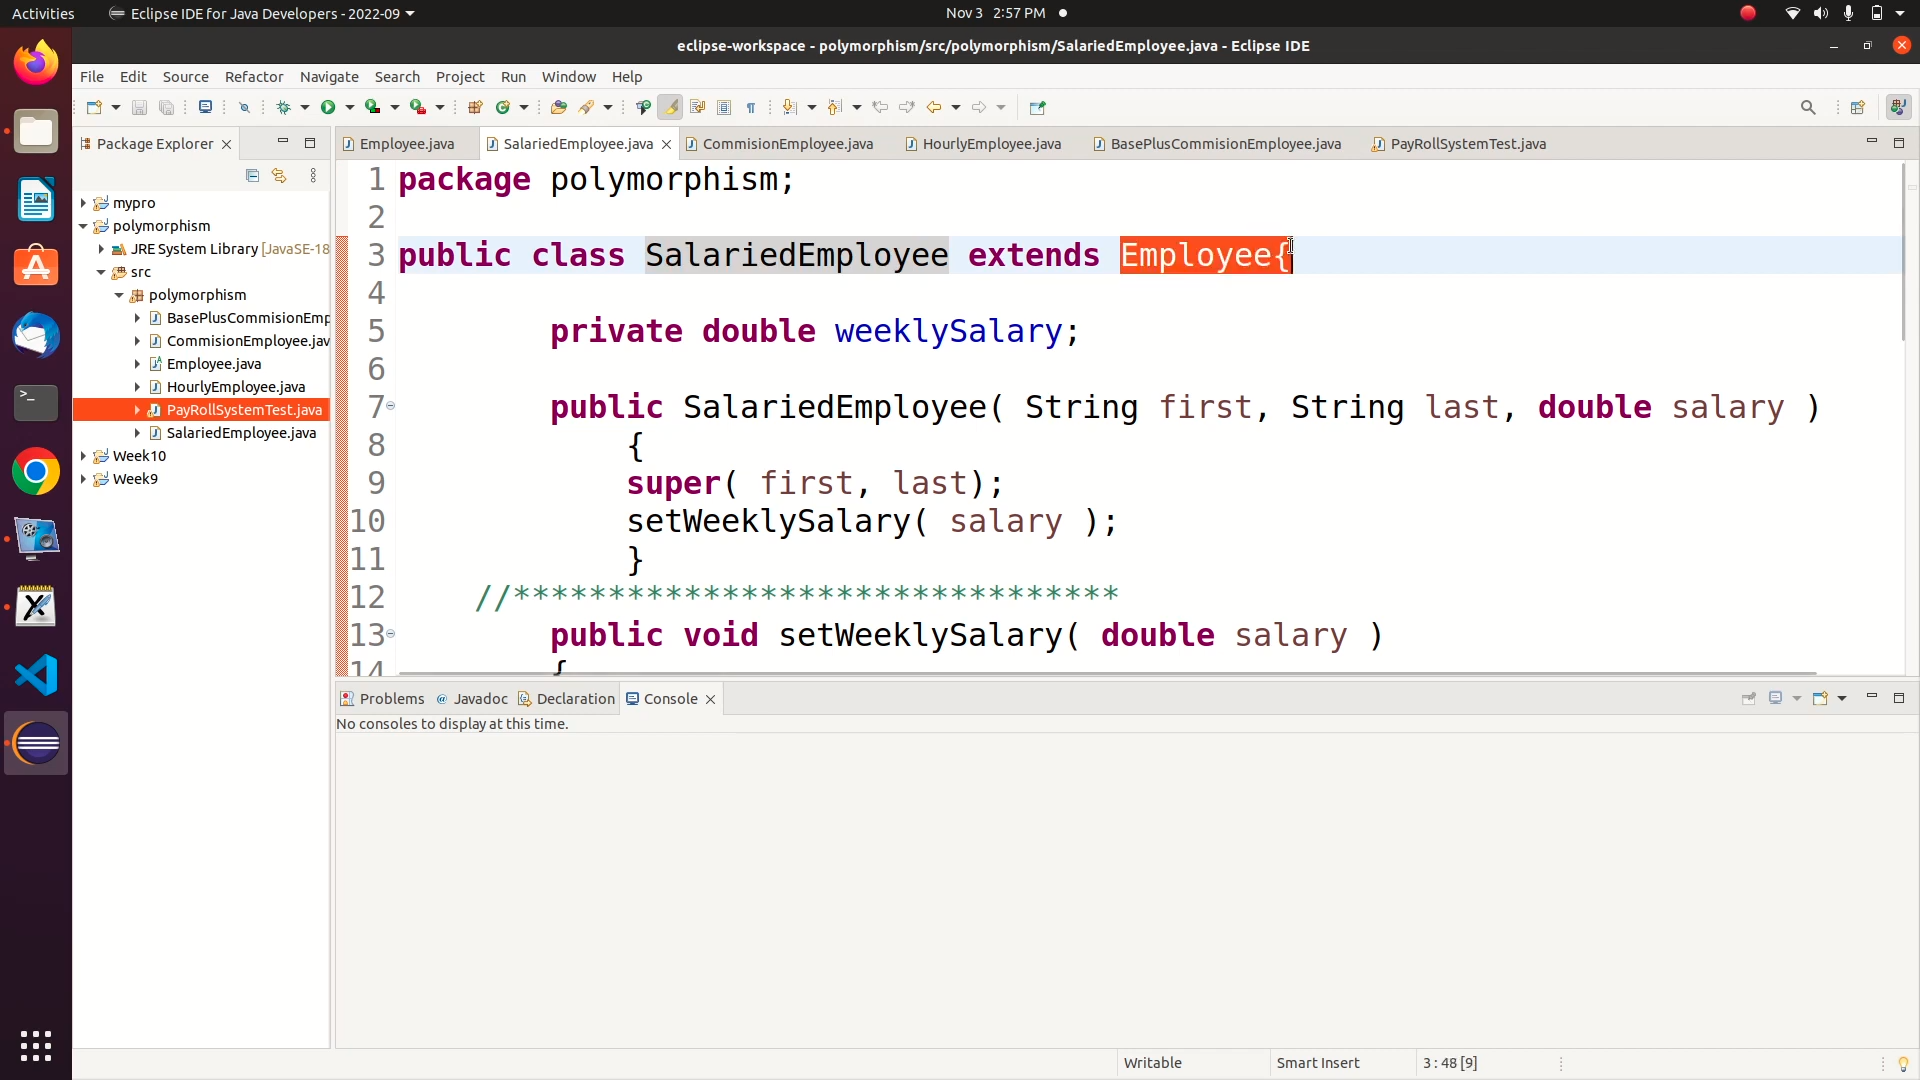 Activities
Eclipse IDE for Java Developers - 2022-09
Nov 3 2:57 PM
eclipse-workspace - polymorphism/src/polymorphism/SalariedEmployee.java - Eclipse IDE
File Edit Source Refactor Navigate Search Project Run Window Help
Package Explorer
Employee.java
SalariedEmployee.java
CommisionEmployee.java
HourlyEmployee.java
BasePlusCommisionEmployee.java
PayRollSystemTest.java
mypro
polymorphism
JRE System Library [JavaSE-18
src
polymorphism
BasePlusCommisionEmp
CommisionEmployee.jav
Employee.java
HourlyEmployee.java
PayRollSystemTest.java
SalariedEmployee.java
Week10
Week9
1 package polymorphism;
2
3 public class SalariedEmployee extends Employee{
4
5 private double weeklySalary;
6
7 public SalariedEmployee( String first, String last, double salary )
8 {
9 super( first, last);
10 setWeeklySalary( salary );
11 }
12 //********************************
13 public void setWeeklySalary( double salary )
14 {
Problems
Javadoc
Declaration
Console
No consoles to display at this time.
Writable
Smart Insert
3 : 48 [9]